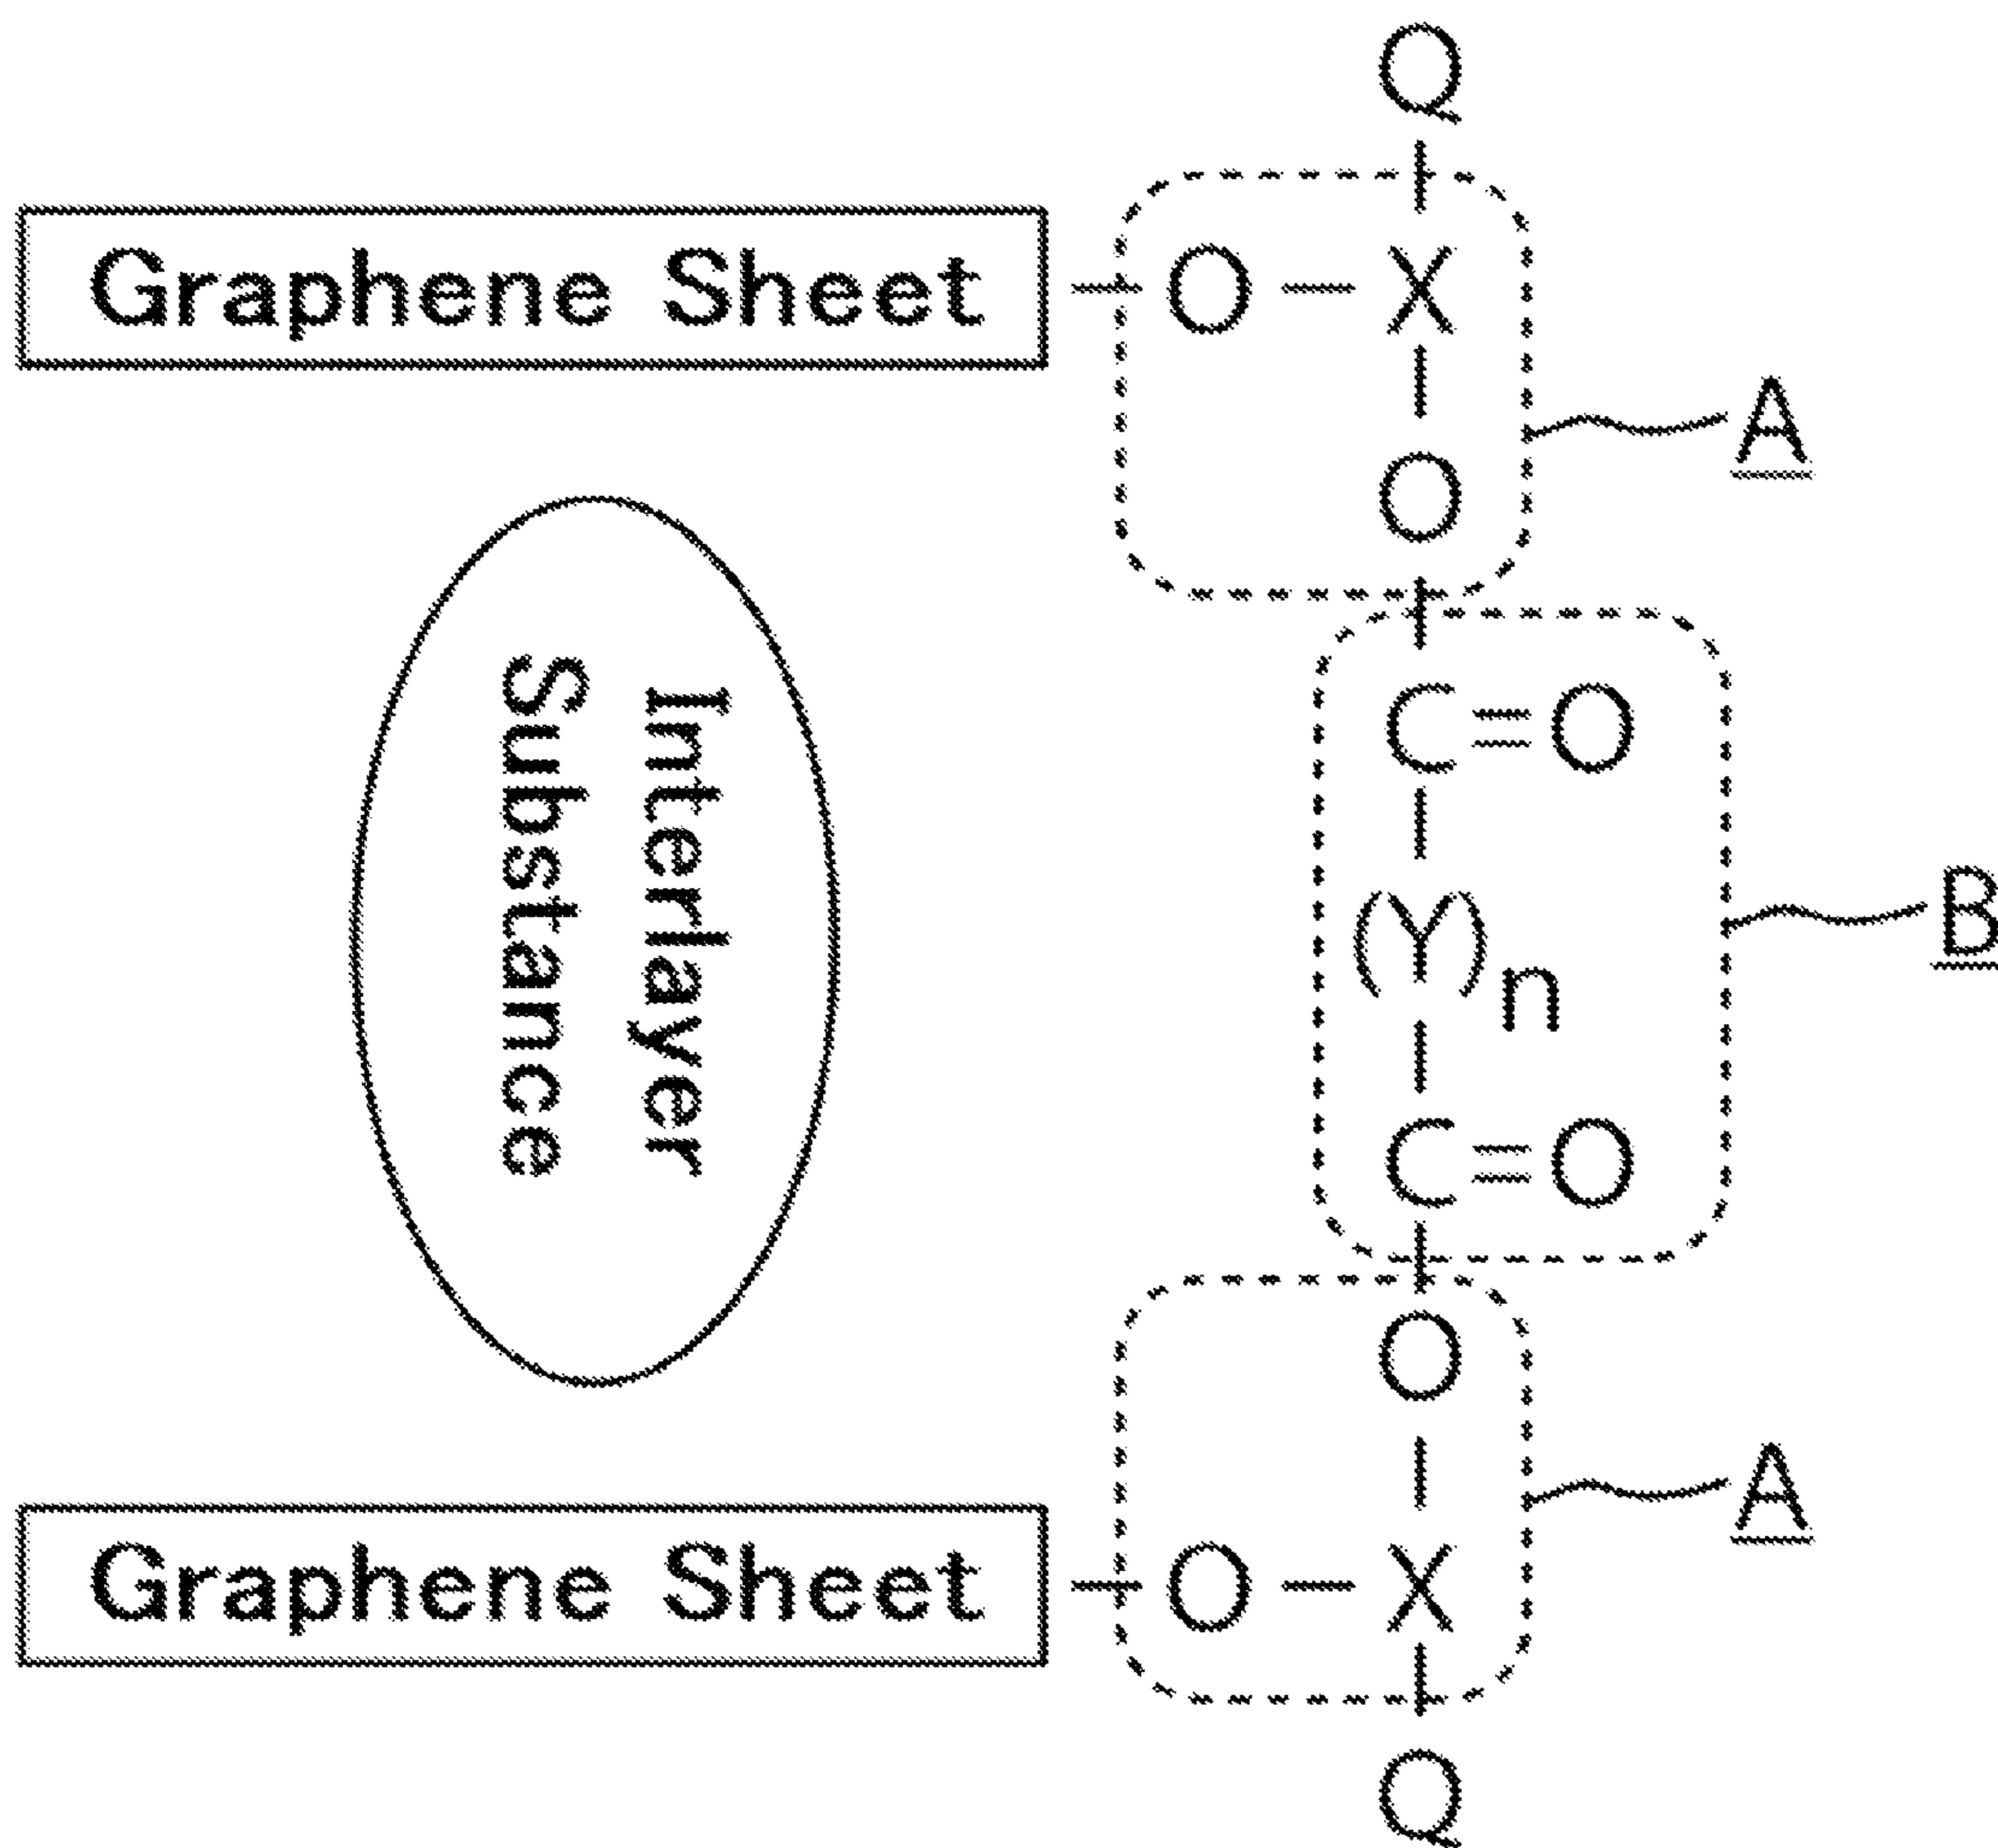 Q
Graphene Sheet – O – X
A
O
C=O
Interlayer
Substance
(Y)n
B
C=O
O
A
Graphene Sheet – O – X
Q